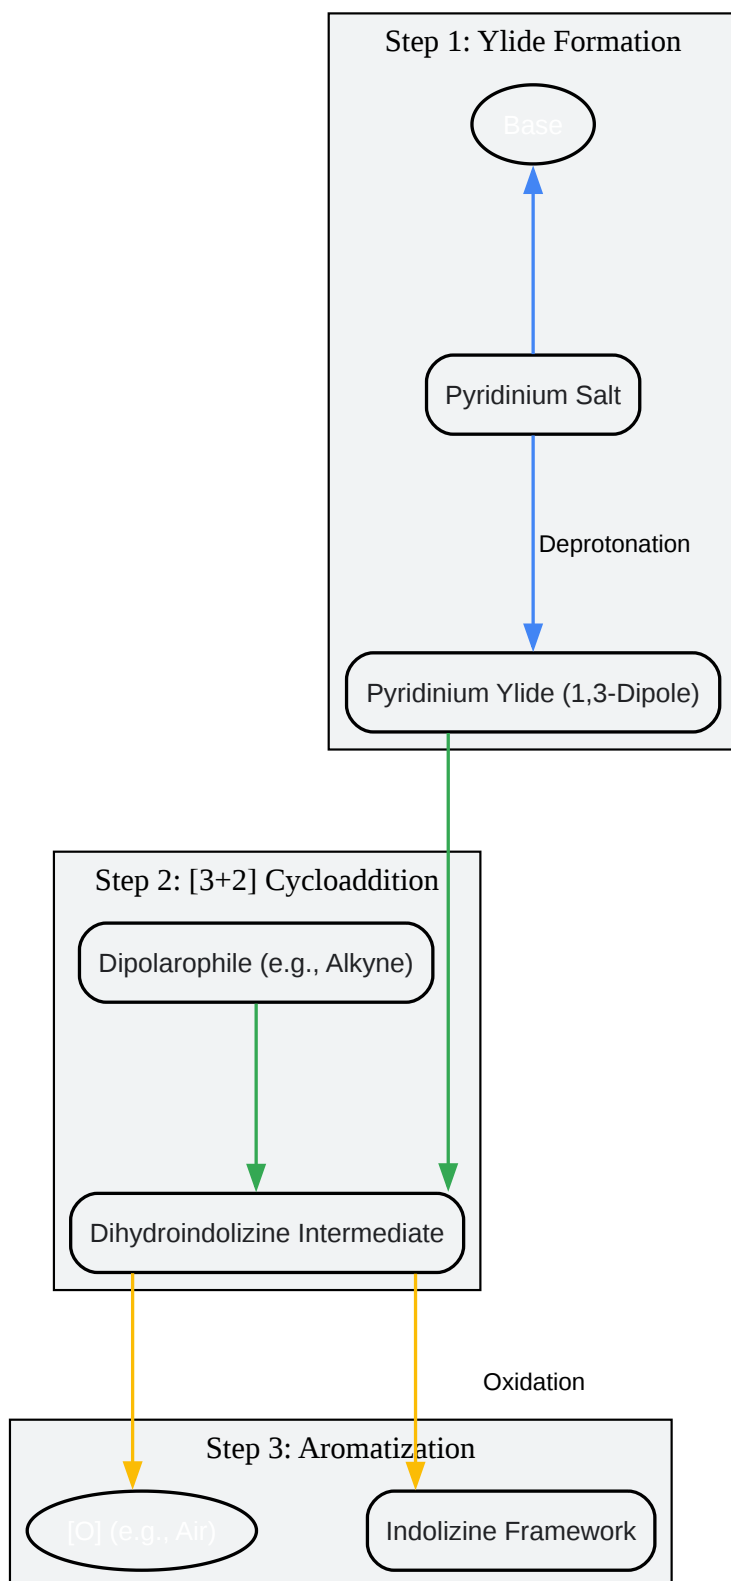 Step 1: Ylide Formation
Base
Pyridinium Salt
Deprotonation
Pyridinium Ylide (1,3-Dipole)
Step 2: [3+2] Cycloaddition
Dipolarophile (e.g., Alkyne)
Dihydroindolizine Intermediate
Oxidation
Step 3: Aromatization
[O] (e.g., Air)
Indolizine Framework